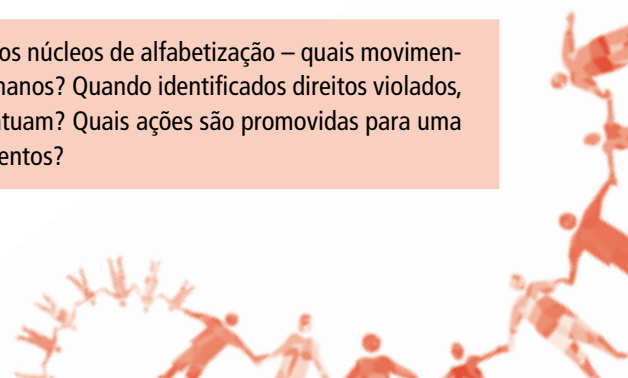 os núcleos de alfabetização – quais movimen-
manos? Quando identificados direitos violados,
tuam? Quais ações são promovidas para uma
entos?